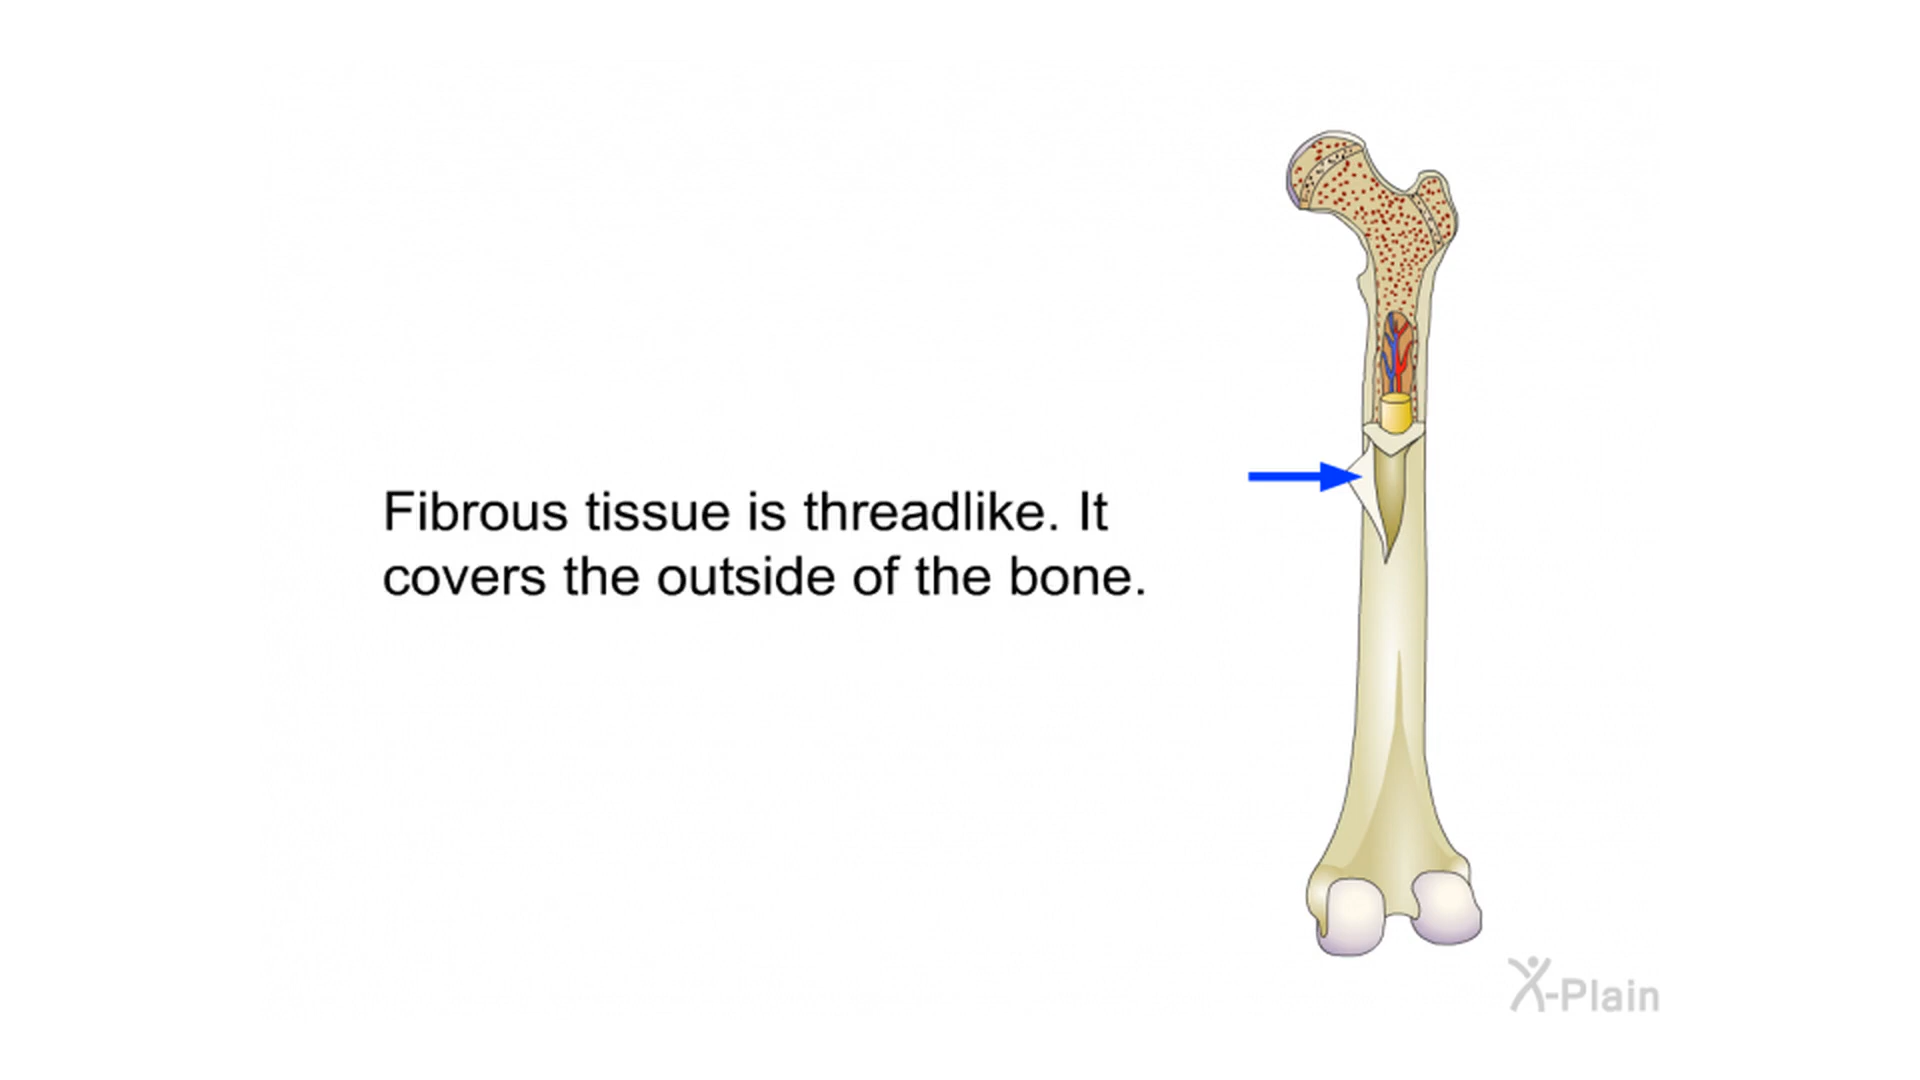 Fibrous tissue is threadlike. It
covers the outside of the bone.
X-Plain